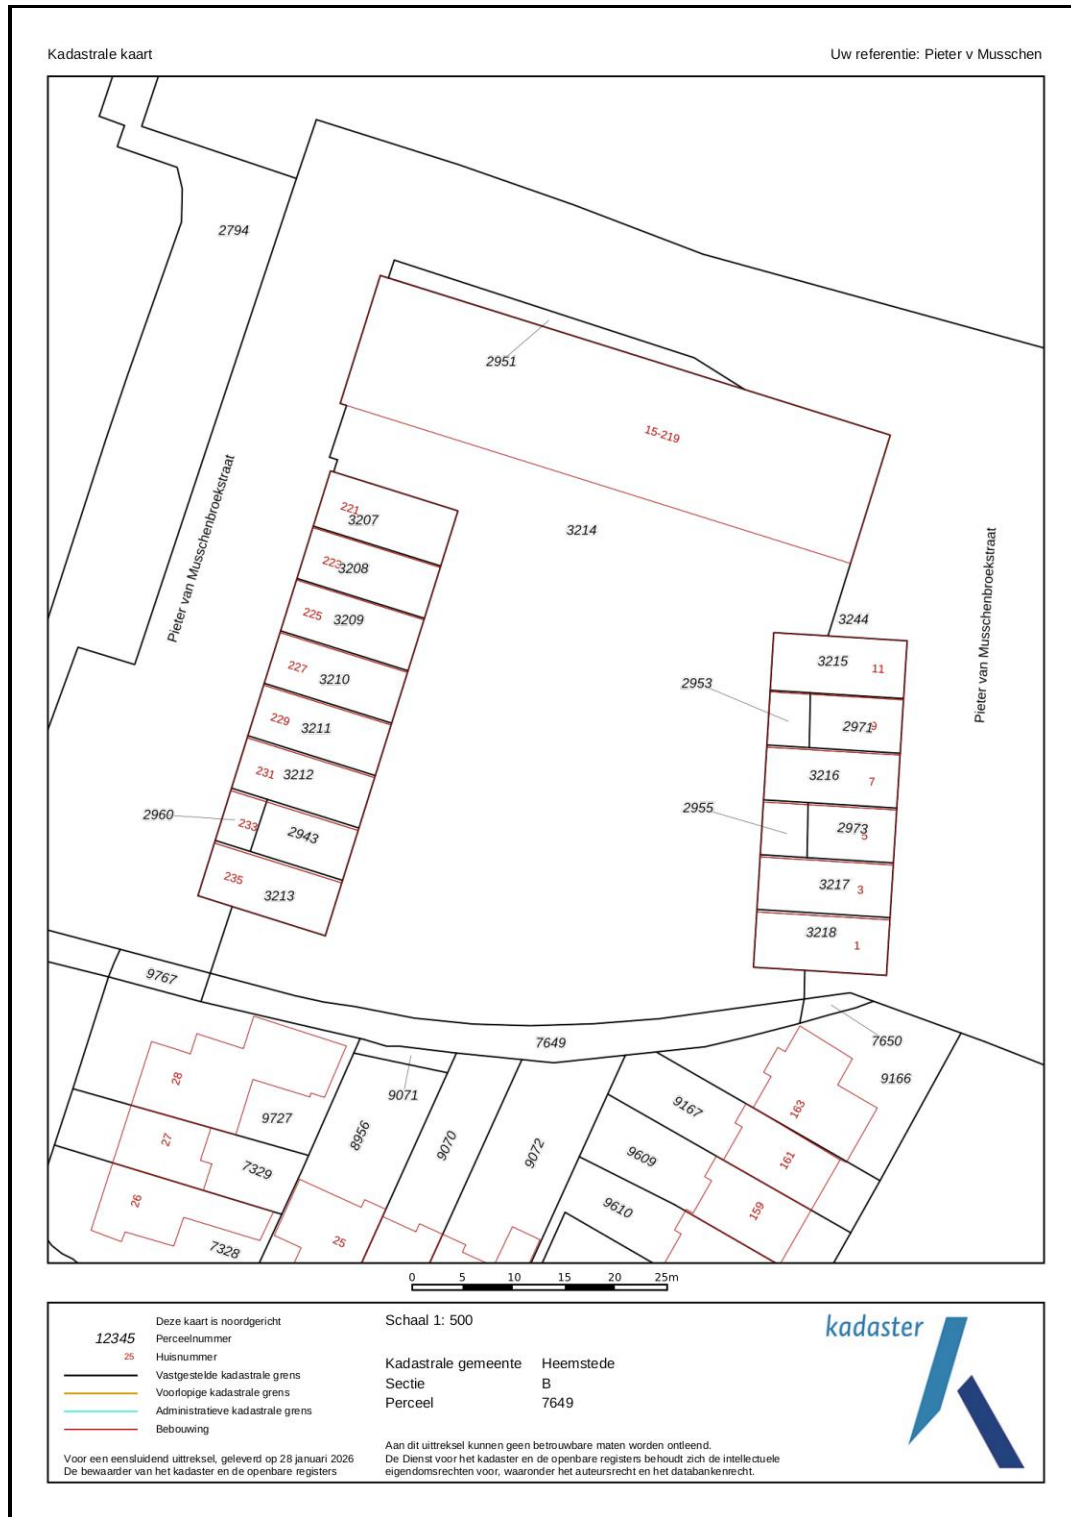 Kadastrale kaart
Uw referentie: Pieter v Musschen
2794
2951
15-219
Pieter van Musschenbroekstraat
221
3207
3214
Pieter van Musschenbroekstraat
223
3208
225
3209
3244
227
3210
3215
11
2953
229
3211
2971
9
231
3212
3216
7
2960
233
2943
2955
2973
5
235
3213
3217
3
3218
1
9767
7649
7650
28
9071
9166
9727
8956
9070
9072
9167
163
27
7329
9609
161
26
7328
25
9610
159
0 5 10 15 20 25m
Deze kaart is noordgericht
12345 Perceelnummer
25 Huisnummer
Vastgestelde kadastrale grens
Voorlopige kadastrale grens
Administratieve kadastrale grens
Bebouwing
Voor een eensluidend uittreksel, geleverd op 28 januari 2026
De bewaarder van het kadaster en de openbare registers
Schaal 1: 500
Kadastrale gemeente Heemstede
Sectie B
Perceel 7649
Aan dit uittreksel kunnen geen betrouwbare maten worden ontleend.
De Dienst voor het kadaster en de openbare registers behoudt zich de intellectuele
eigendomsrechten voor, waaronder het auteursrecht en het databankenrecht.
kadaster